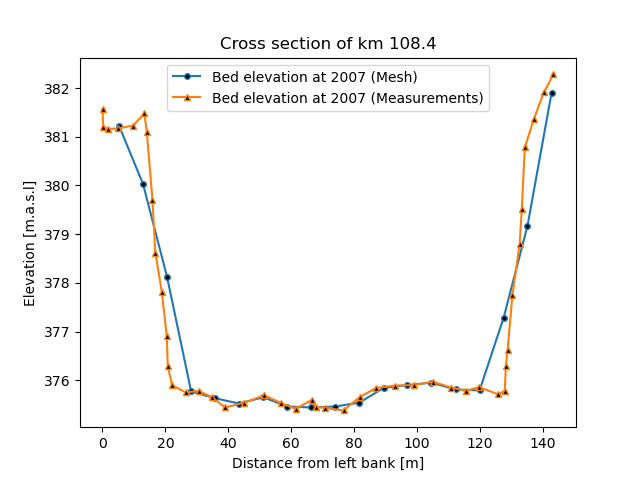 Cross section of km 108.4
Bed elevation at 2007 (Mesh)
Bed elevation at 2007 (Measurements)
Elevation [m.a.s.l]
382
381
380
379
378
377
376
0 20 40 60 80 100 120 140
Distance from left bank [m]